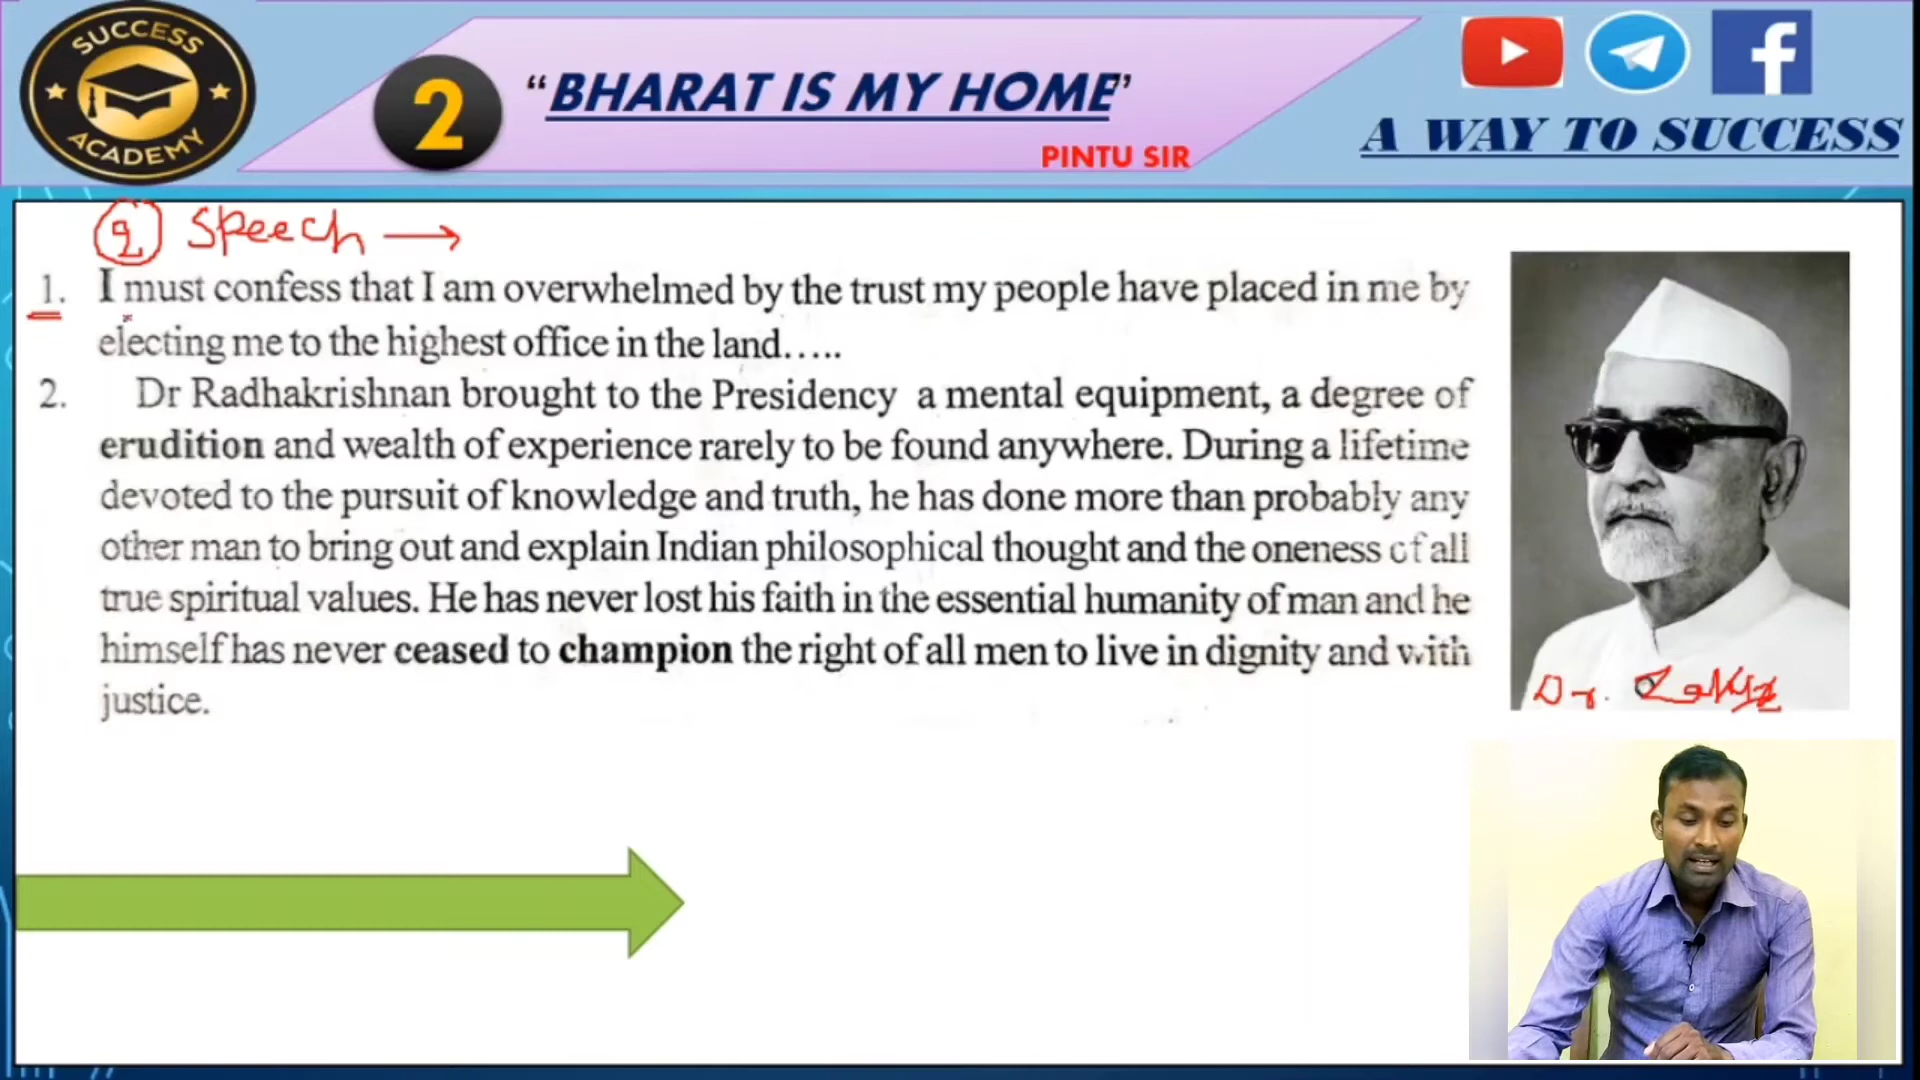 SUCCESS
ACADEMY
2
“BHARAT IS MY HOME”
PINTU SIR
A WAY TO SUCCESS
Speech →
1. I must confess that I am overwhelmed by the trust my people have placed in me by
electing me to the highest office in the land.....
2. Dr Radhakrishnan brought to the Presidency a mental equipment, a degree of
erudition and wealth of experience rarely to be found anywhere. During a lifetime
devoted to the pursuit of knowledge and truth, he has done more than probably any
other man to bring out and explain Indian philosophical thought and the oneness of all
true spiritual values. He has never lost his faith in the essential humanity of man and he
himself has never ceased to champion the right of all men to live in dignity and with
justice.
Dr.